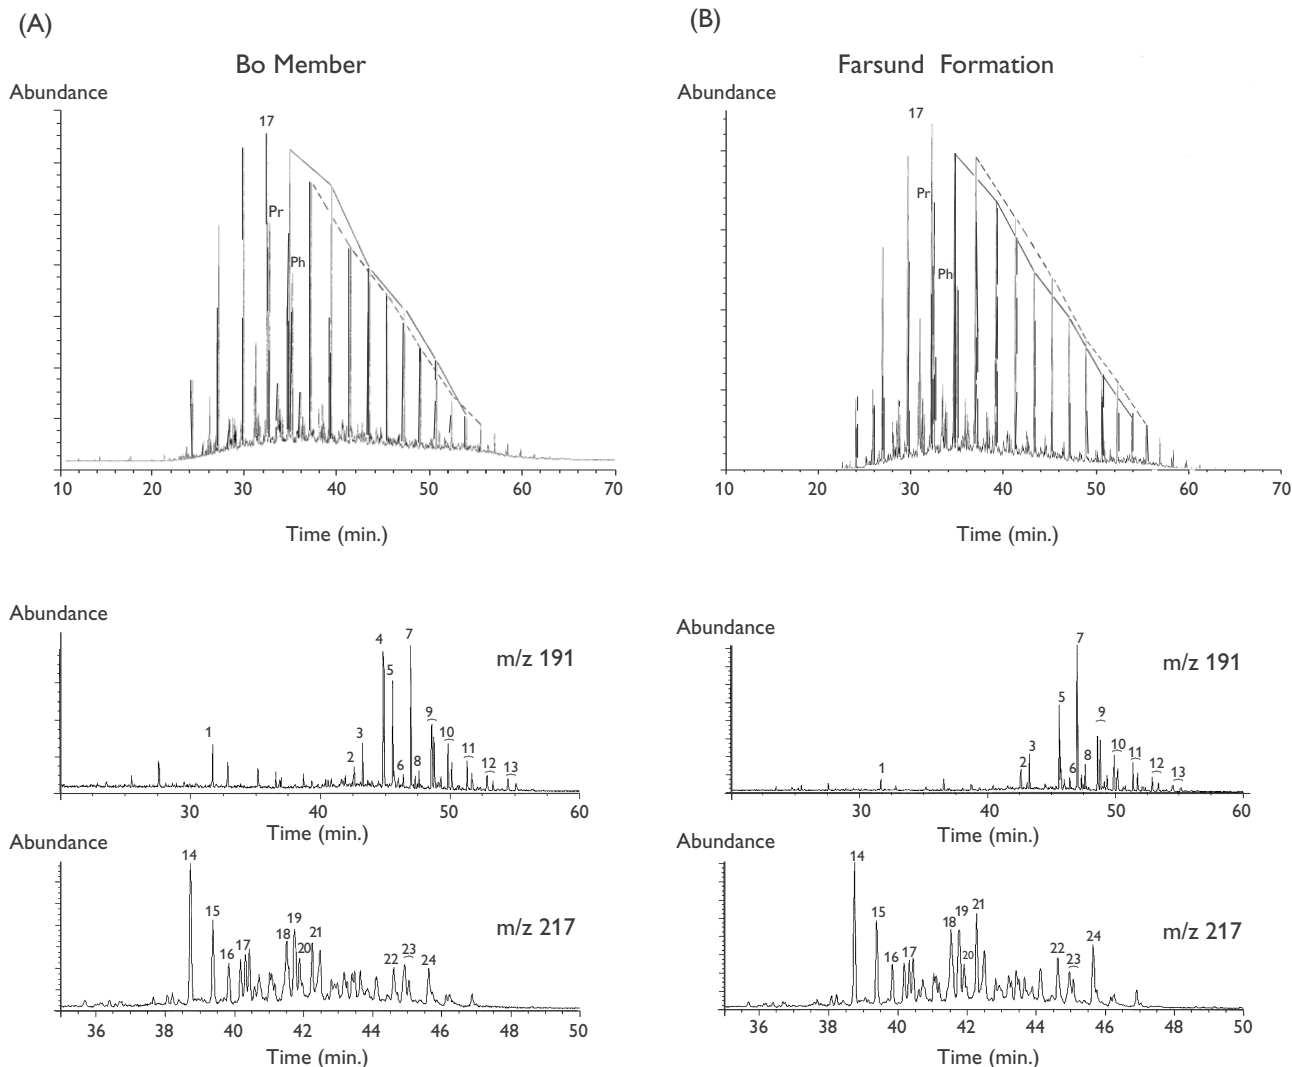 (A)
Bo Member
Abundance
17
Pr
Ph
10 20 30 40 50 60 70
Time (min.)
(B)
Farsund Formation
Abundance
17
Pr
Ph
10 20 30 40 50 60 70
Time (min.)
Abundance
m/z 191
1 2 3 4 5 6 7 8 9 10 11 12 13
30 40 50 60
Time (min.)
Abundance
m/z 191
1 2 3 5 6 7 8 9 10 11 12 13
30 40 50 60
Time (min.)
Abundance
m/z 217
14 15 16 17 18 19 20 21 22 23 24
36 38 40 42 44 46 48 50
Time (min.)
Abundance
m/z 217
14 15 16 17 18 19 20 21 22 23 24
36 38 40 42 44 46 48 50
Time (min.)